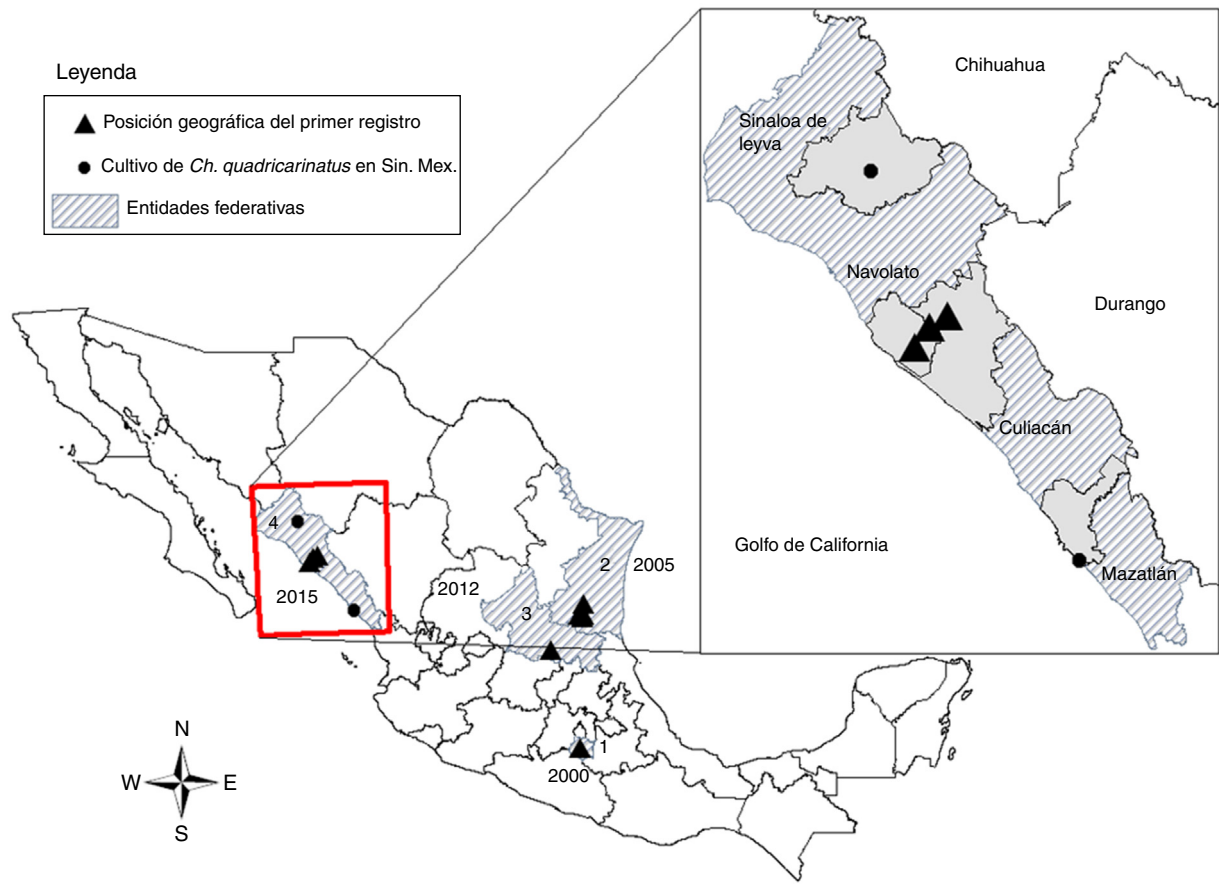 Leyenda
Posición geográfica del primer registro
Cultivo de Ch. quadricarinatus en Sin. Mex.
Entidades federativas
Chihuahua
Sinaloa de
leyva
Navolato
Durango
Culiacán
Golfo de California
Mazatlán
4
2015
2012
3
2
2005
1
2000
N
W
E
S